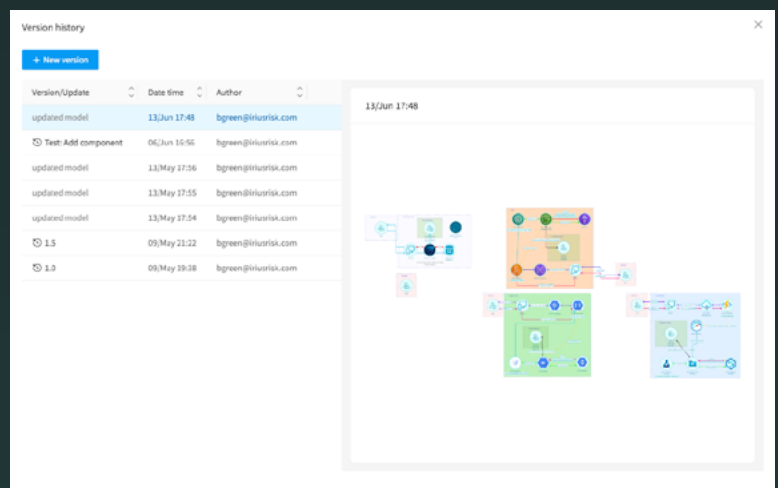 Version history
+ New version
Version/Update Date time Author
updated model 13/Jun 17:48 bgreen@iriusrisk.com
Test: Add component 06/Jun 16:56 bgreen@iriusrisk.com
updated model 13/May 17:56 bgreen@iriusrisk.com
updated model 13/May 17:55 bgreen@iriusrisk.com
updated model 13/May 17:54 bgreen@iriusrisk.com
1.5 09/May 21:22 bgreen@iriusrisk.com
1.0 09/May 19:38 bgreen@iriusrisk.com
13/Jun 17:48